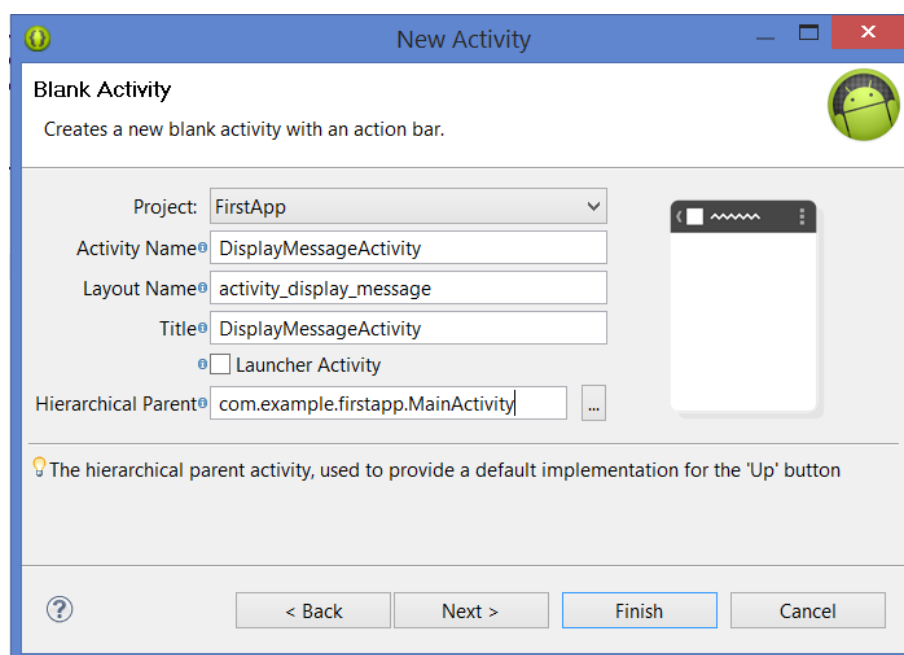 New Activity
Blank Activity
Creates a new blank activity with an action bar.
Project: FirstApp
Activity Name DisplayMessageActivity
Layout Name activity_display_message
Title DisplayMessageActivity
Launcher Activity
Hierarchical Parent com.example.firstapp.MainActivity ...
The hierarchical parent activity, used to provide a default implementation for the 'Up' button
? < Back Next > Finish Cancel